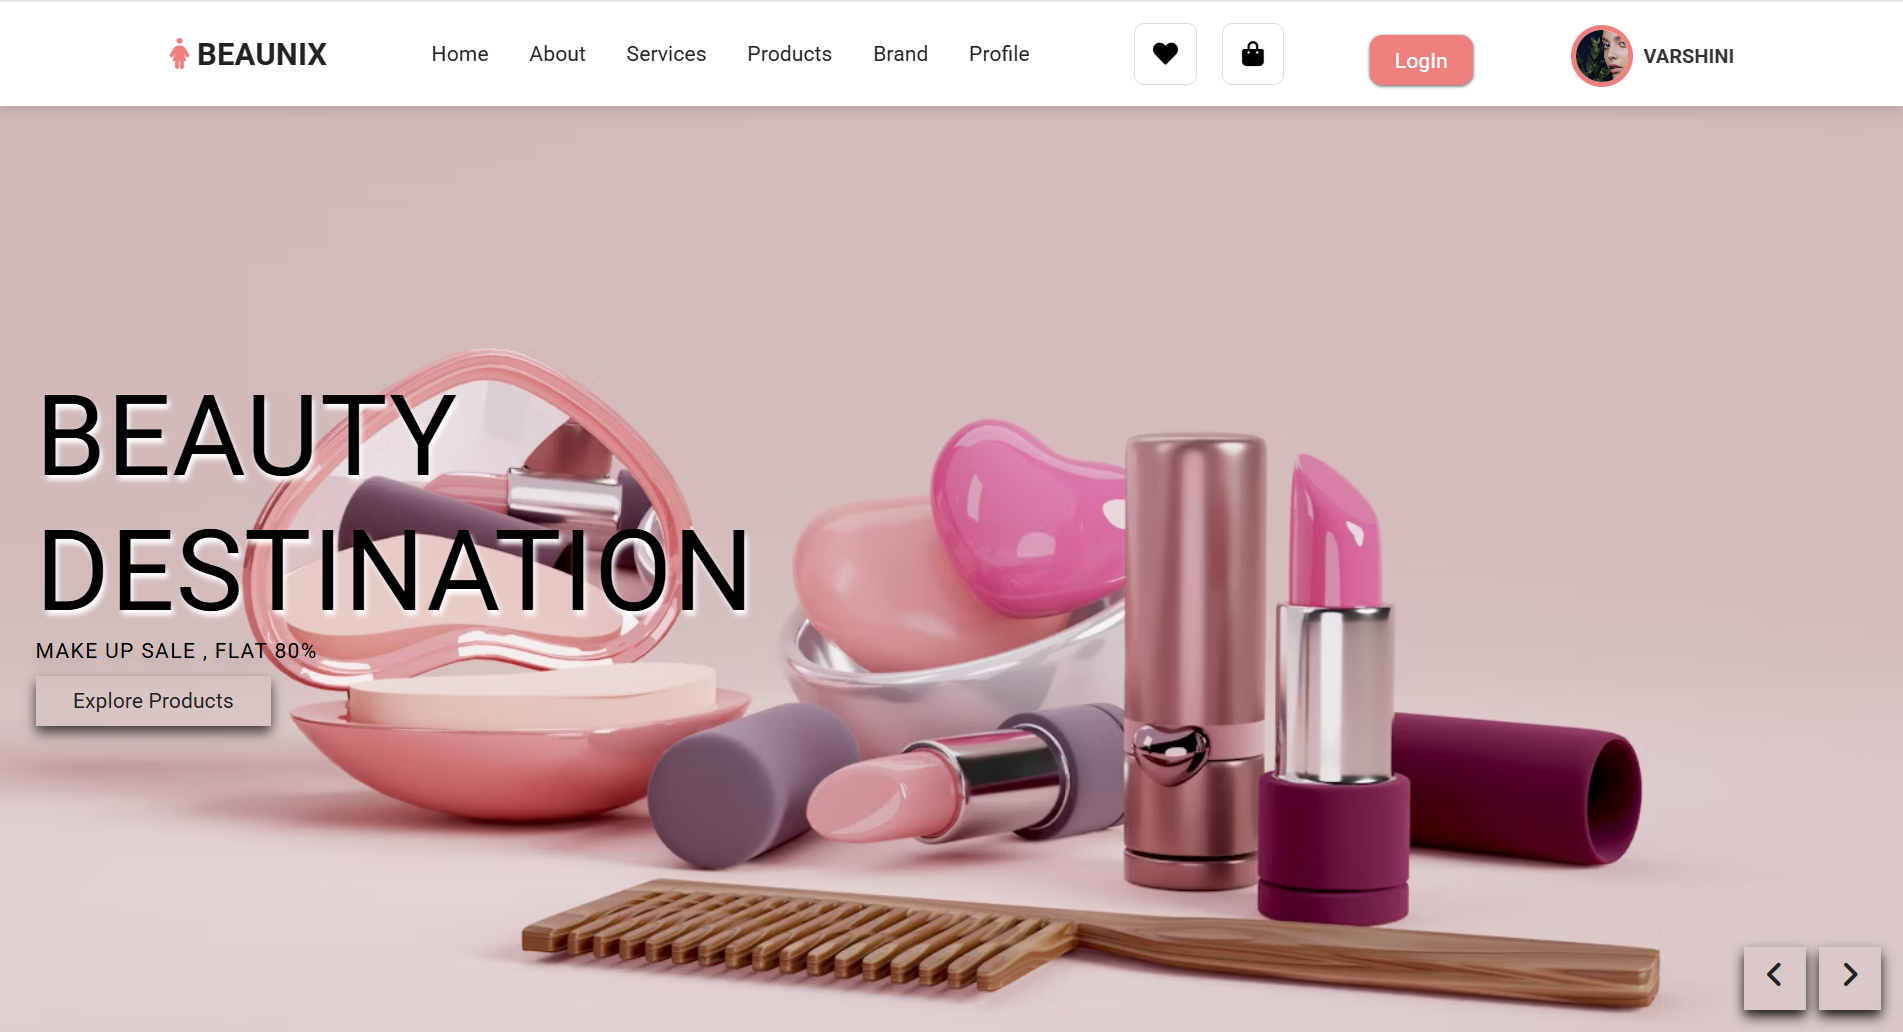 BEAUNIX
Home About Services Products Brand Profile
LogIn
VARSHINI
BEAUTY
DESTINATION
MAKE UP SALE , FLAT 80%
Explore Products